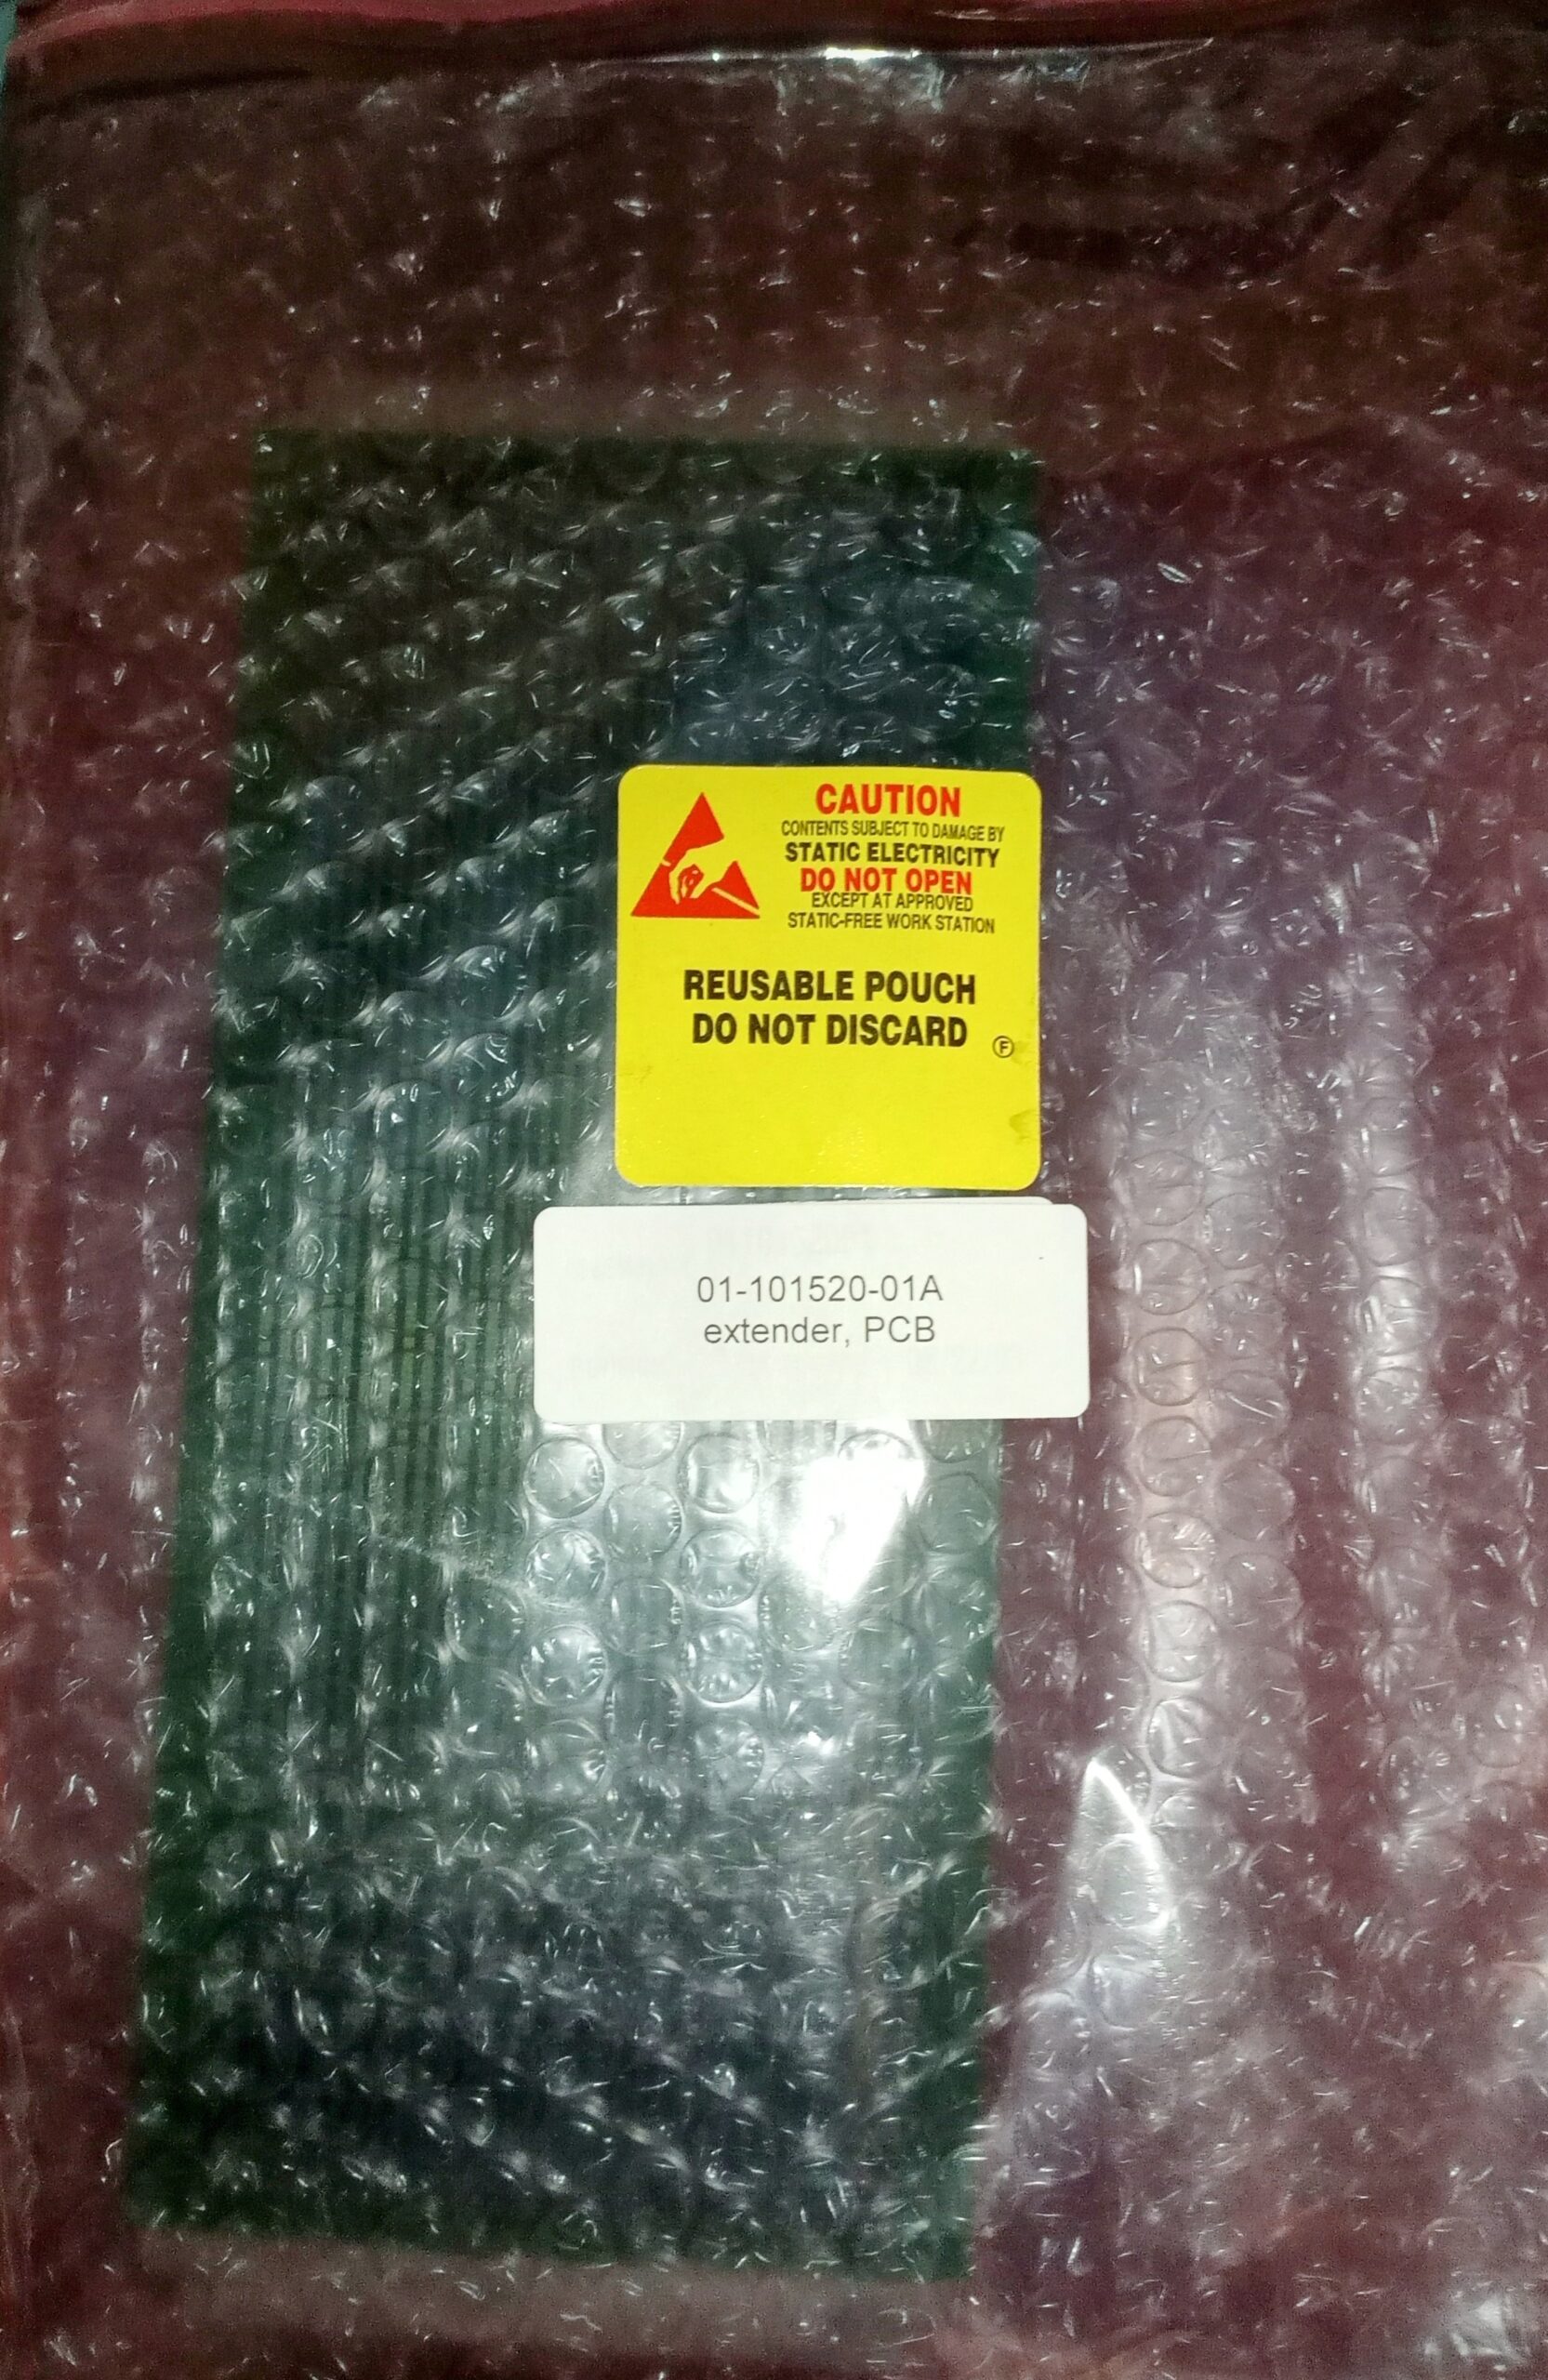 CAUTION
CONTENTS SUBJECT TO DAMAGE BY
STATIC ELECTRICITY
DO NOT OPEN
EXCEPT AT APPROVED
STATIC-FREE WORK STATION
REUSABLE POUCH
DO NOT DISCARD
F
01-101520-01A
extender, PCB